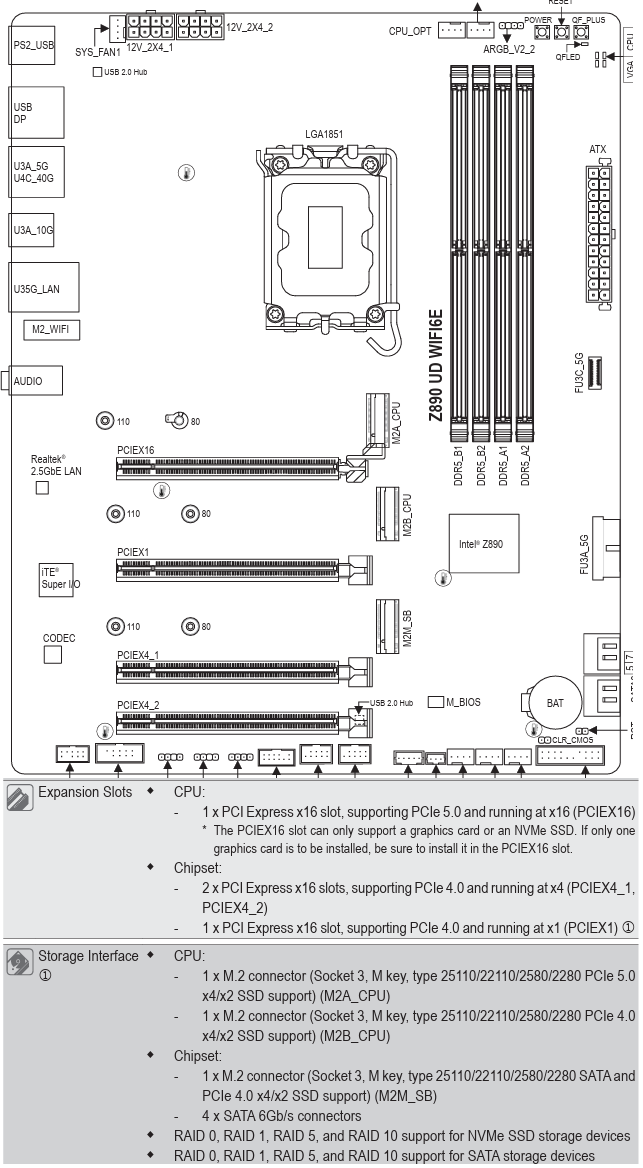 RESET
12V_2X4_2
CPU_OPT
POWER
QF_PLUS
PS2_USB
SYS_FAN1
12V_2X4_1
ARGB_V2_2
QFLED
CPU
VGA
USB 2.0 Hub
USB
DP
LGA1851
ATX
U3A_5G
U4C_40G
U3A_10G
U35G_LAN
M2_WIFI
Z890 UD WIFI6E
FU3C_5G
AUDIO
110
80
M2A_CPU
PCIEX16
DDR5_B1
DDR5_B2
DDR5_A1
DDR5_A2
Realtek®
2.5GbE LAN
110
80
M2B_CPU
Intel® Z890
FU3A_5G
PCIEX1
iTE®
Super I/O
110
80
M2M_SB
CODEC
PCIEX4_1
5 7
USB 2.0 Hub
M_BIOS
BAT
PCIEX4_2
CLR_CMOS
Expansion Slots
◆ CPU:
- 1 x PCI Express x16 slot, supporting PCIe 5.0 and running at x16 (PCIEX16)
* The PCIEX16 slot can only support a graphics card or an NVMe SSD. If only one
graphics card is to be installed, be sure to install it in the PCIEX16 slot.
◆ Chipset:
- 2 x PCI Express x16 slots, supporting PCIe 4.0 and running at x4 (PCIEX4_1,
PCIEX4_2)
- 1 x PCI Express x16 slot, supporting PCIe 4.0 and running at x1 (PCIEX1) ①
Storage Interface
①
◆ CPU:
- 1 x M.2 connector (Socket 3, M key, type 25110/22110/2580/2280 PCIe 5.0
x4/x2 SSD support) (M2A_CPU)
- 1 x M.2 connector (Socket 3, M key, type 25110/22110/2580/2280 PCIe 4.0
x4/x2 SSD support) (M2B_CPU)
◆ Chipset:
- 1 x M.2 connector (Socket 3, M key, type 25110/22110/2580/2280 SATA and
PCIe 4.0 x4/x2 SSD support) (M2M_SB)
- 4 x SATA 6Gb/s connectors
◆ RAID 0, RAID 1, RAID 5, and RAID 10 support for NVMe SSD storage devices
◆ RAID 0, RAID 1, RAID 5, and RAID 10 support for SATA storage devices